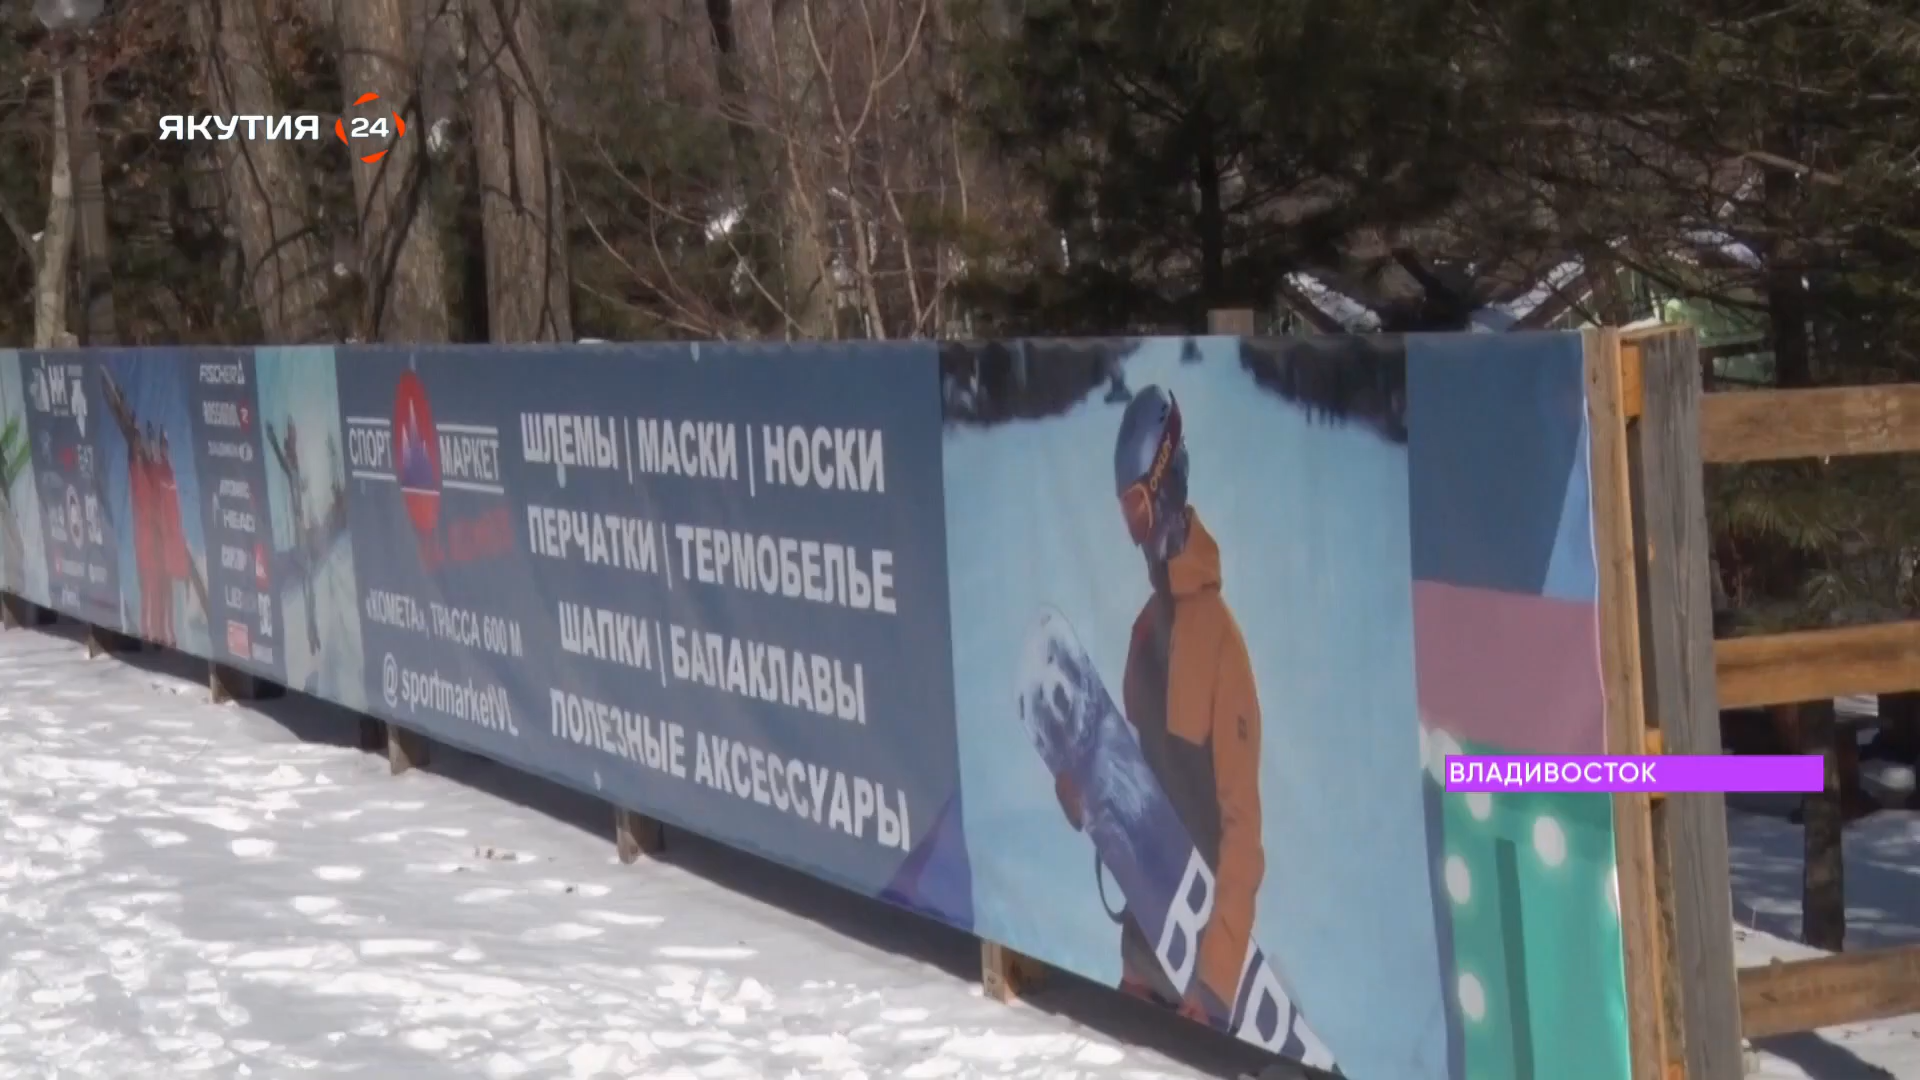 ЯКУТИЯ 24
FISCHER
ROSSIGNOL
HEAD
СПОРТ МАРКЕТ
«КОМЕТА», ТРАССА 600 М
@sportmarketVL
ШЛЕМЫ | МАСКИ | НОСКИ
ПЕРЧАТКИ | ТЕРМОБЕЛЬЕ
ШАПКИ | БАЛАКЛАВЫ
ПОЛЕЗНЫЕ АКСЕССУАРЫ
OAKLEY
ВЛАДИВОСТОК